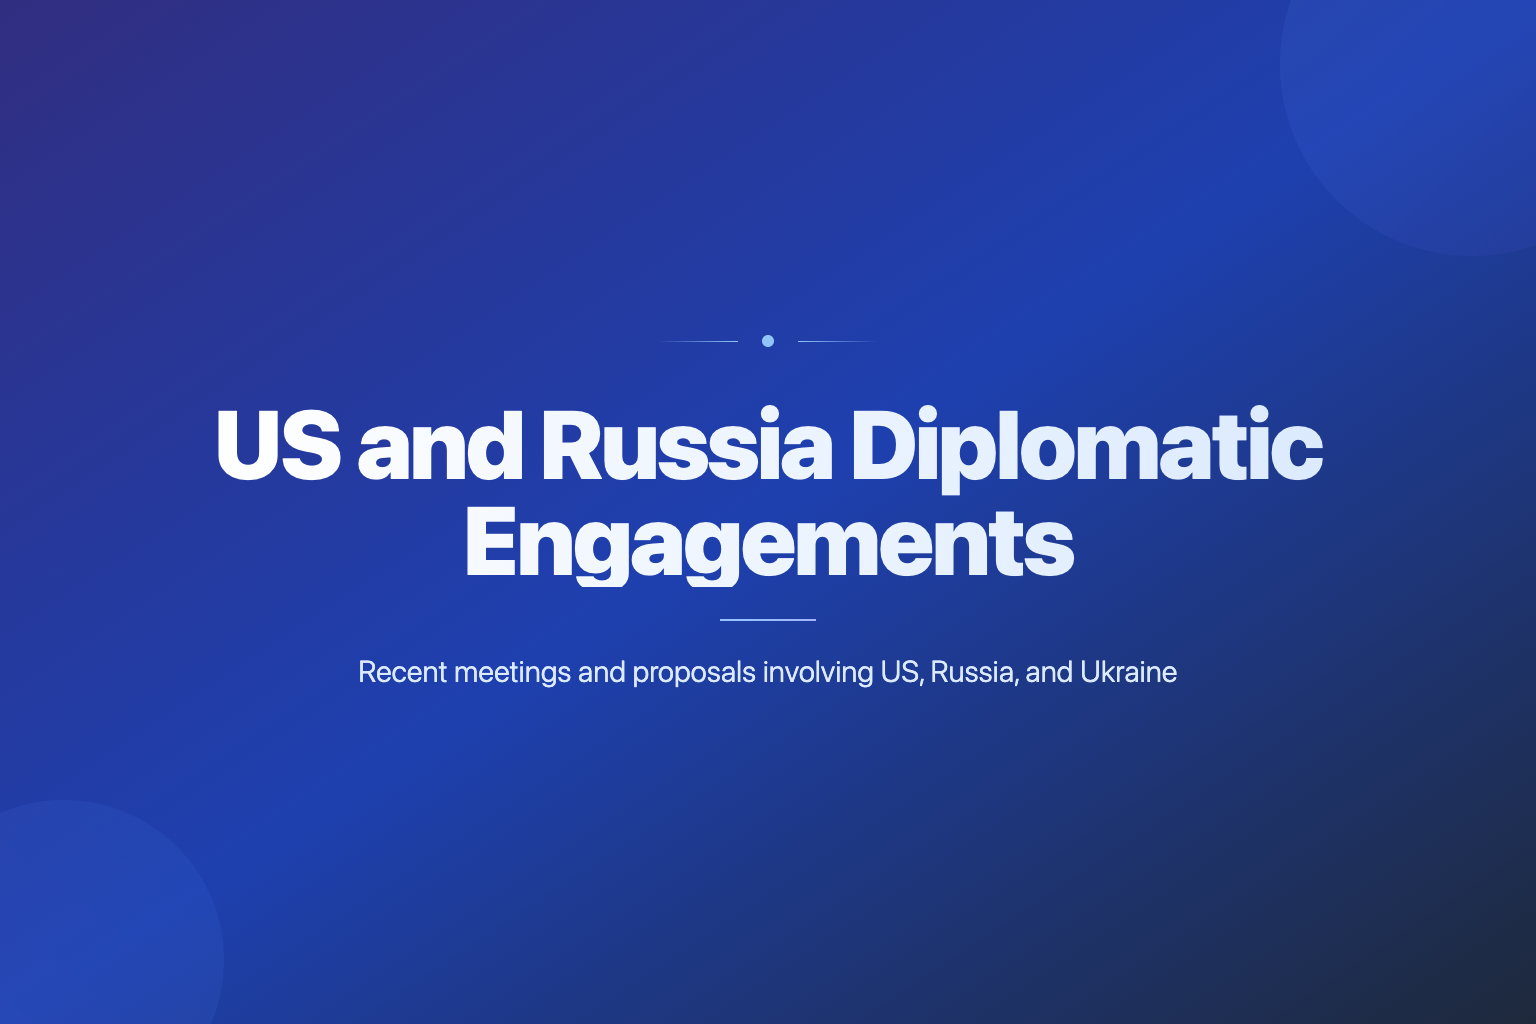 US and Russia Diplomatic
Engagements
Recent meetings and proposals involving US, Russia, and Ukraine